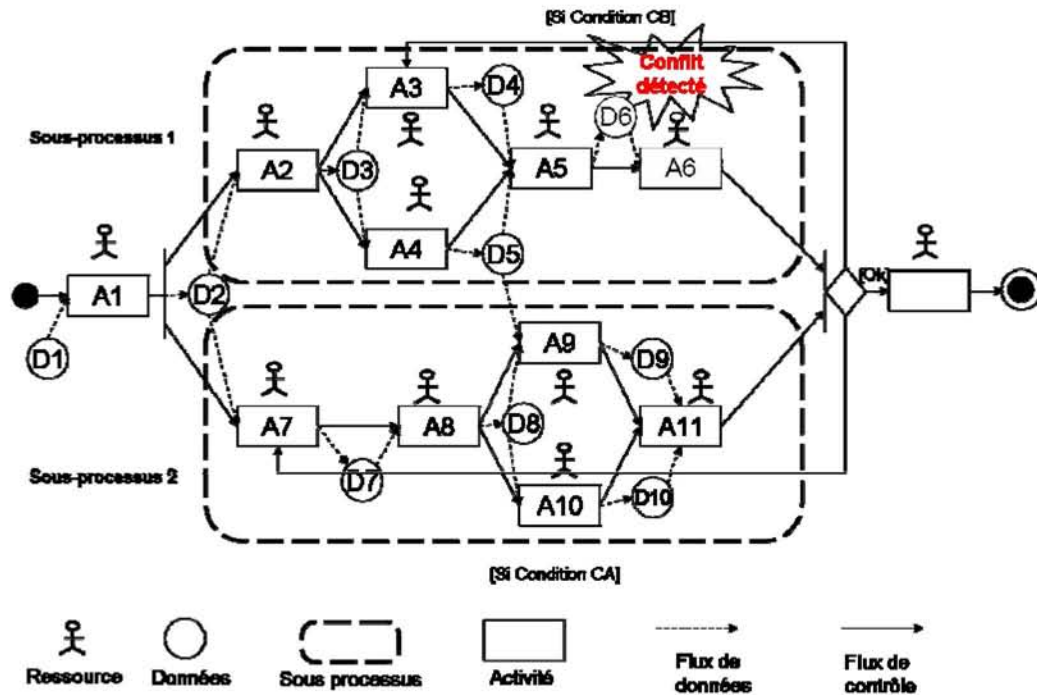 [Si Condition CB]
Conflit
détecté
A3
D4
D6
Sous-processus 1
A2
D3
A5
A6
A4
D5
A1
D2
[Ok]
D1
A9
D9
A7
A8
D8
A11
Sous-processus 2
D7
A10
D10
[Si Condition CA]
Ressource
Données
Sous processus
Activité
Flux de
données
Flux de
contrôle